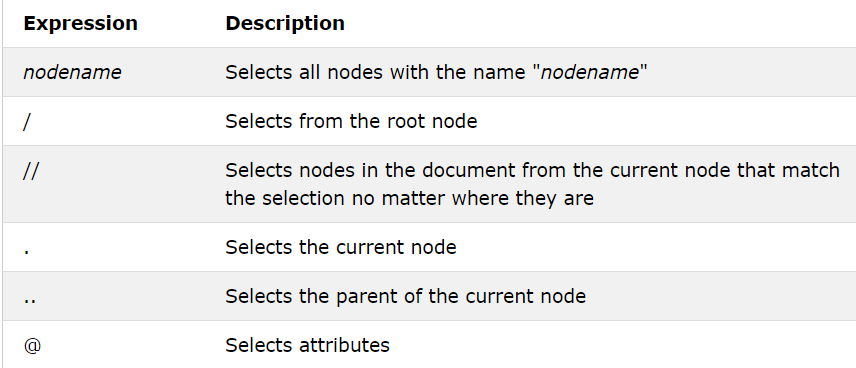 Expression Description
nodename Selects all nodes with the name "nodename"
/ Selects from the root node
// Selects nodes in the document from the current node that match
the selection no matter where they are
. Selects the current node
.. Selects the parent of the current node
@ Selects attributes